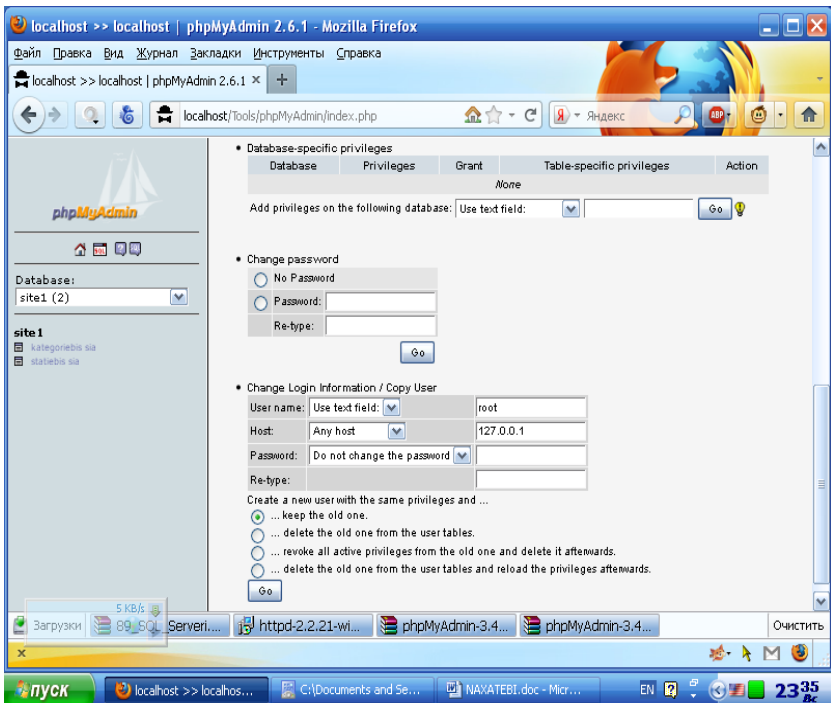 localhost >> localhost | phpMyAdmin 2.6.1 - Mozilla Firefox
Файл Правка Вид Журнал Закладки Инструменты Справка
localhost >> localhost | phpMyAdmin 2.6.1 × +
localhost/Tools/phpMyAdmin/index.php Я Яндекс ABP
phpMyAdmin
SQL
Database:
site1 (2)
site1
kategoriebis sia
statiebis sia
• Database-specific privileges
Database Privileges Grant Table-specific privileges Action
None
Add privileges on the following database: Use text field: Go
• Change password
No Password
Password:
Re-type:
Go
• Change Login Information / Copy User
User name: Use text field: root
Host: Any host 127.0.0.1
Password: Do not change the password
Re-type:
Create a new user with the same privileges and ...
... keep the old one.
... delete the old one from the user tables.
... revoke all active privileges from the old one and delete it afterwards.
... delete the old one from the user tables and reload the privileges afterwards.
Go
5 KB/s
Загрузки 89_SQL_Serveri.... httpd-2.2.21-wi... phpMyAdmin-3.4... phpMyAdmin-3.4... Очистить
×
пуск localhost >> localhos... C:\Documents and Se... NAXATEBI.doc - Micr... EN 23 35 Вс